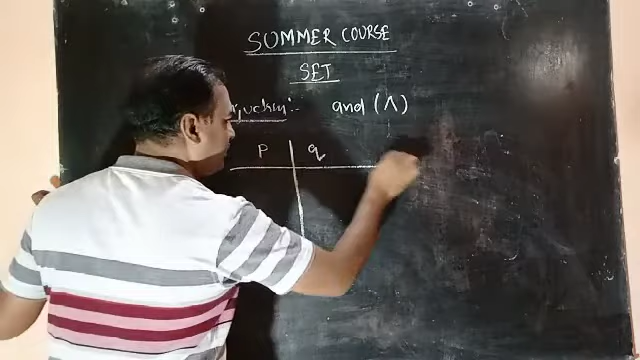 SUMMER COURSE
SET
and (Λ)
p q